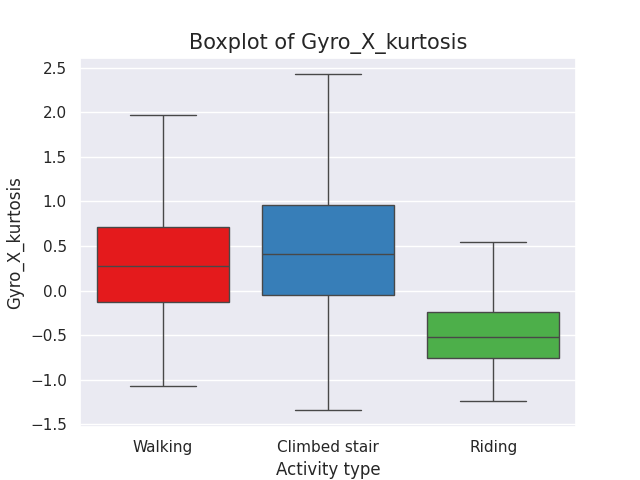 Boxplot of Gyro_X_kurtosis
Gyro_X_kurtosis
2.5
2.0
1.5
1.0
0.5
0.0
−0.5
−1.0
−1.5
Walking
Climbed stair
Riding
Activity type